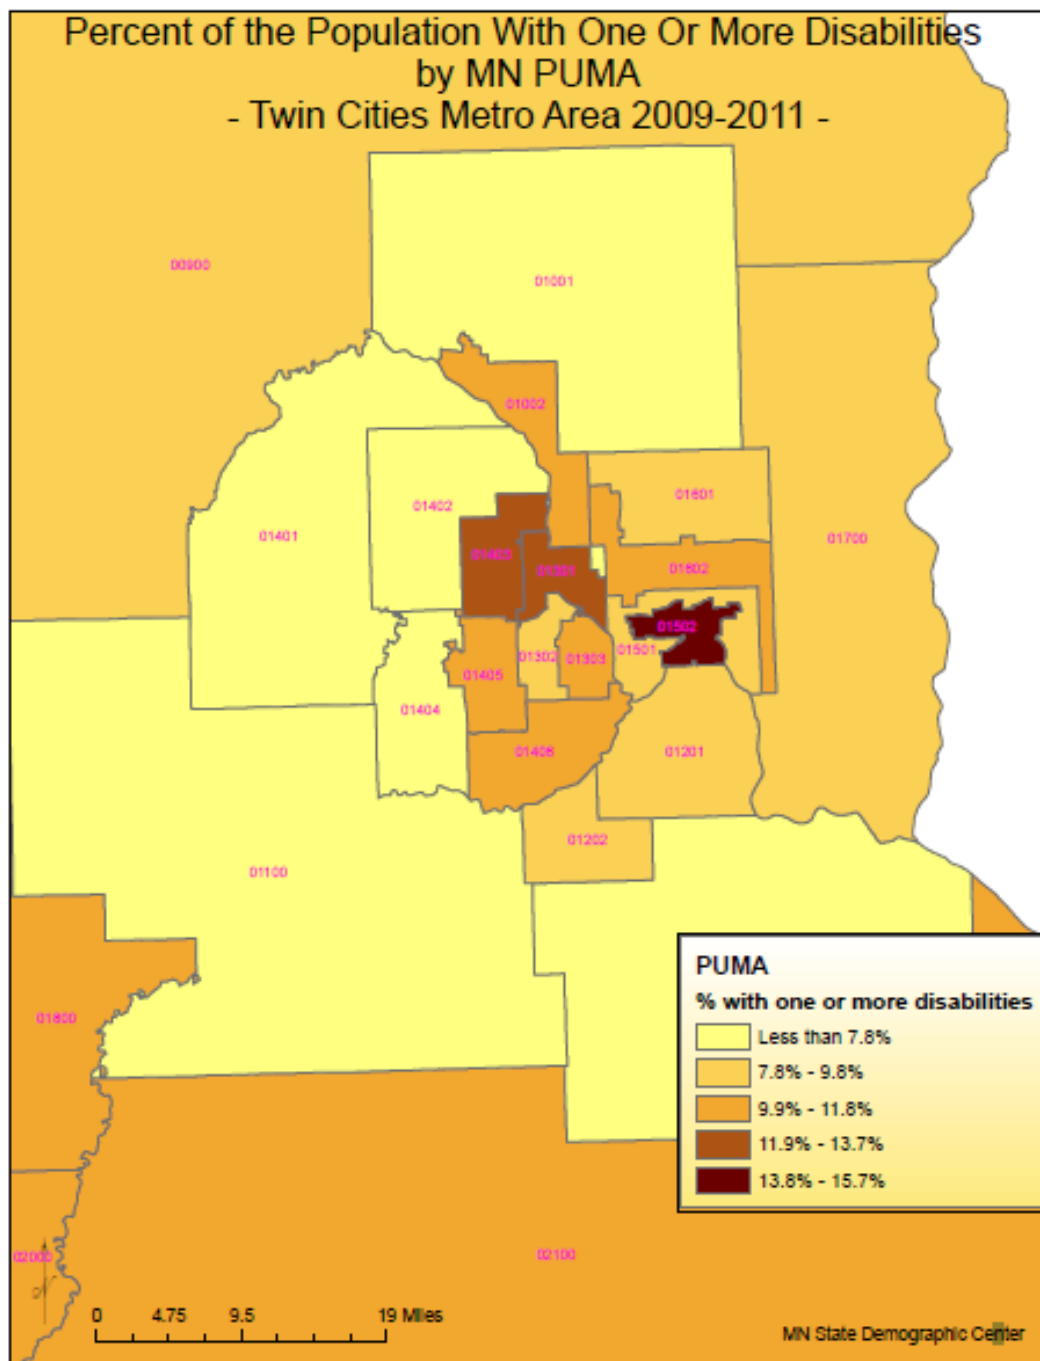 Percent of the Population With One Or More Disabilities
by MN PUMA
- Twin Cities Metro Area 2009-2011 -
00900
01001
01002
01402
01601
01401
01700
01602
01502
01501
01302
01303
01405
01404
01406
01201
01202
01100
01800
02000
02100
PUMA
% with one or more disabilities
Less than 7.8%
7.8% - 9.8%
9.9% - 11.8%
11.9% - 13.7%
13.8% - 15.7%
N
0 4.75 9.5 19 Miles
MN State Demographic Center